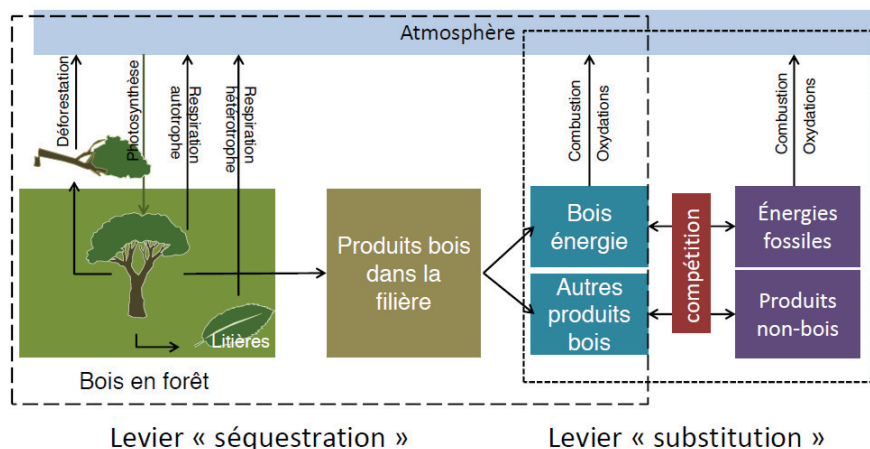 Atmosphère
Déforestation
Photosynthèse
Respiration
autotrophe
Respiration
hétérotrophe
Combustion
Oxydations
Combustion
Oxydations
Produits bois
dans la
filière
Bois
énergie
Autres
produits
bois
compétition
Énergies
fossiles
Produits
non-bois
Litières
Bois en forêt
Levier « séquestration »
Levier « substitution »